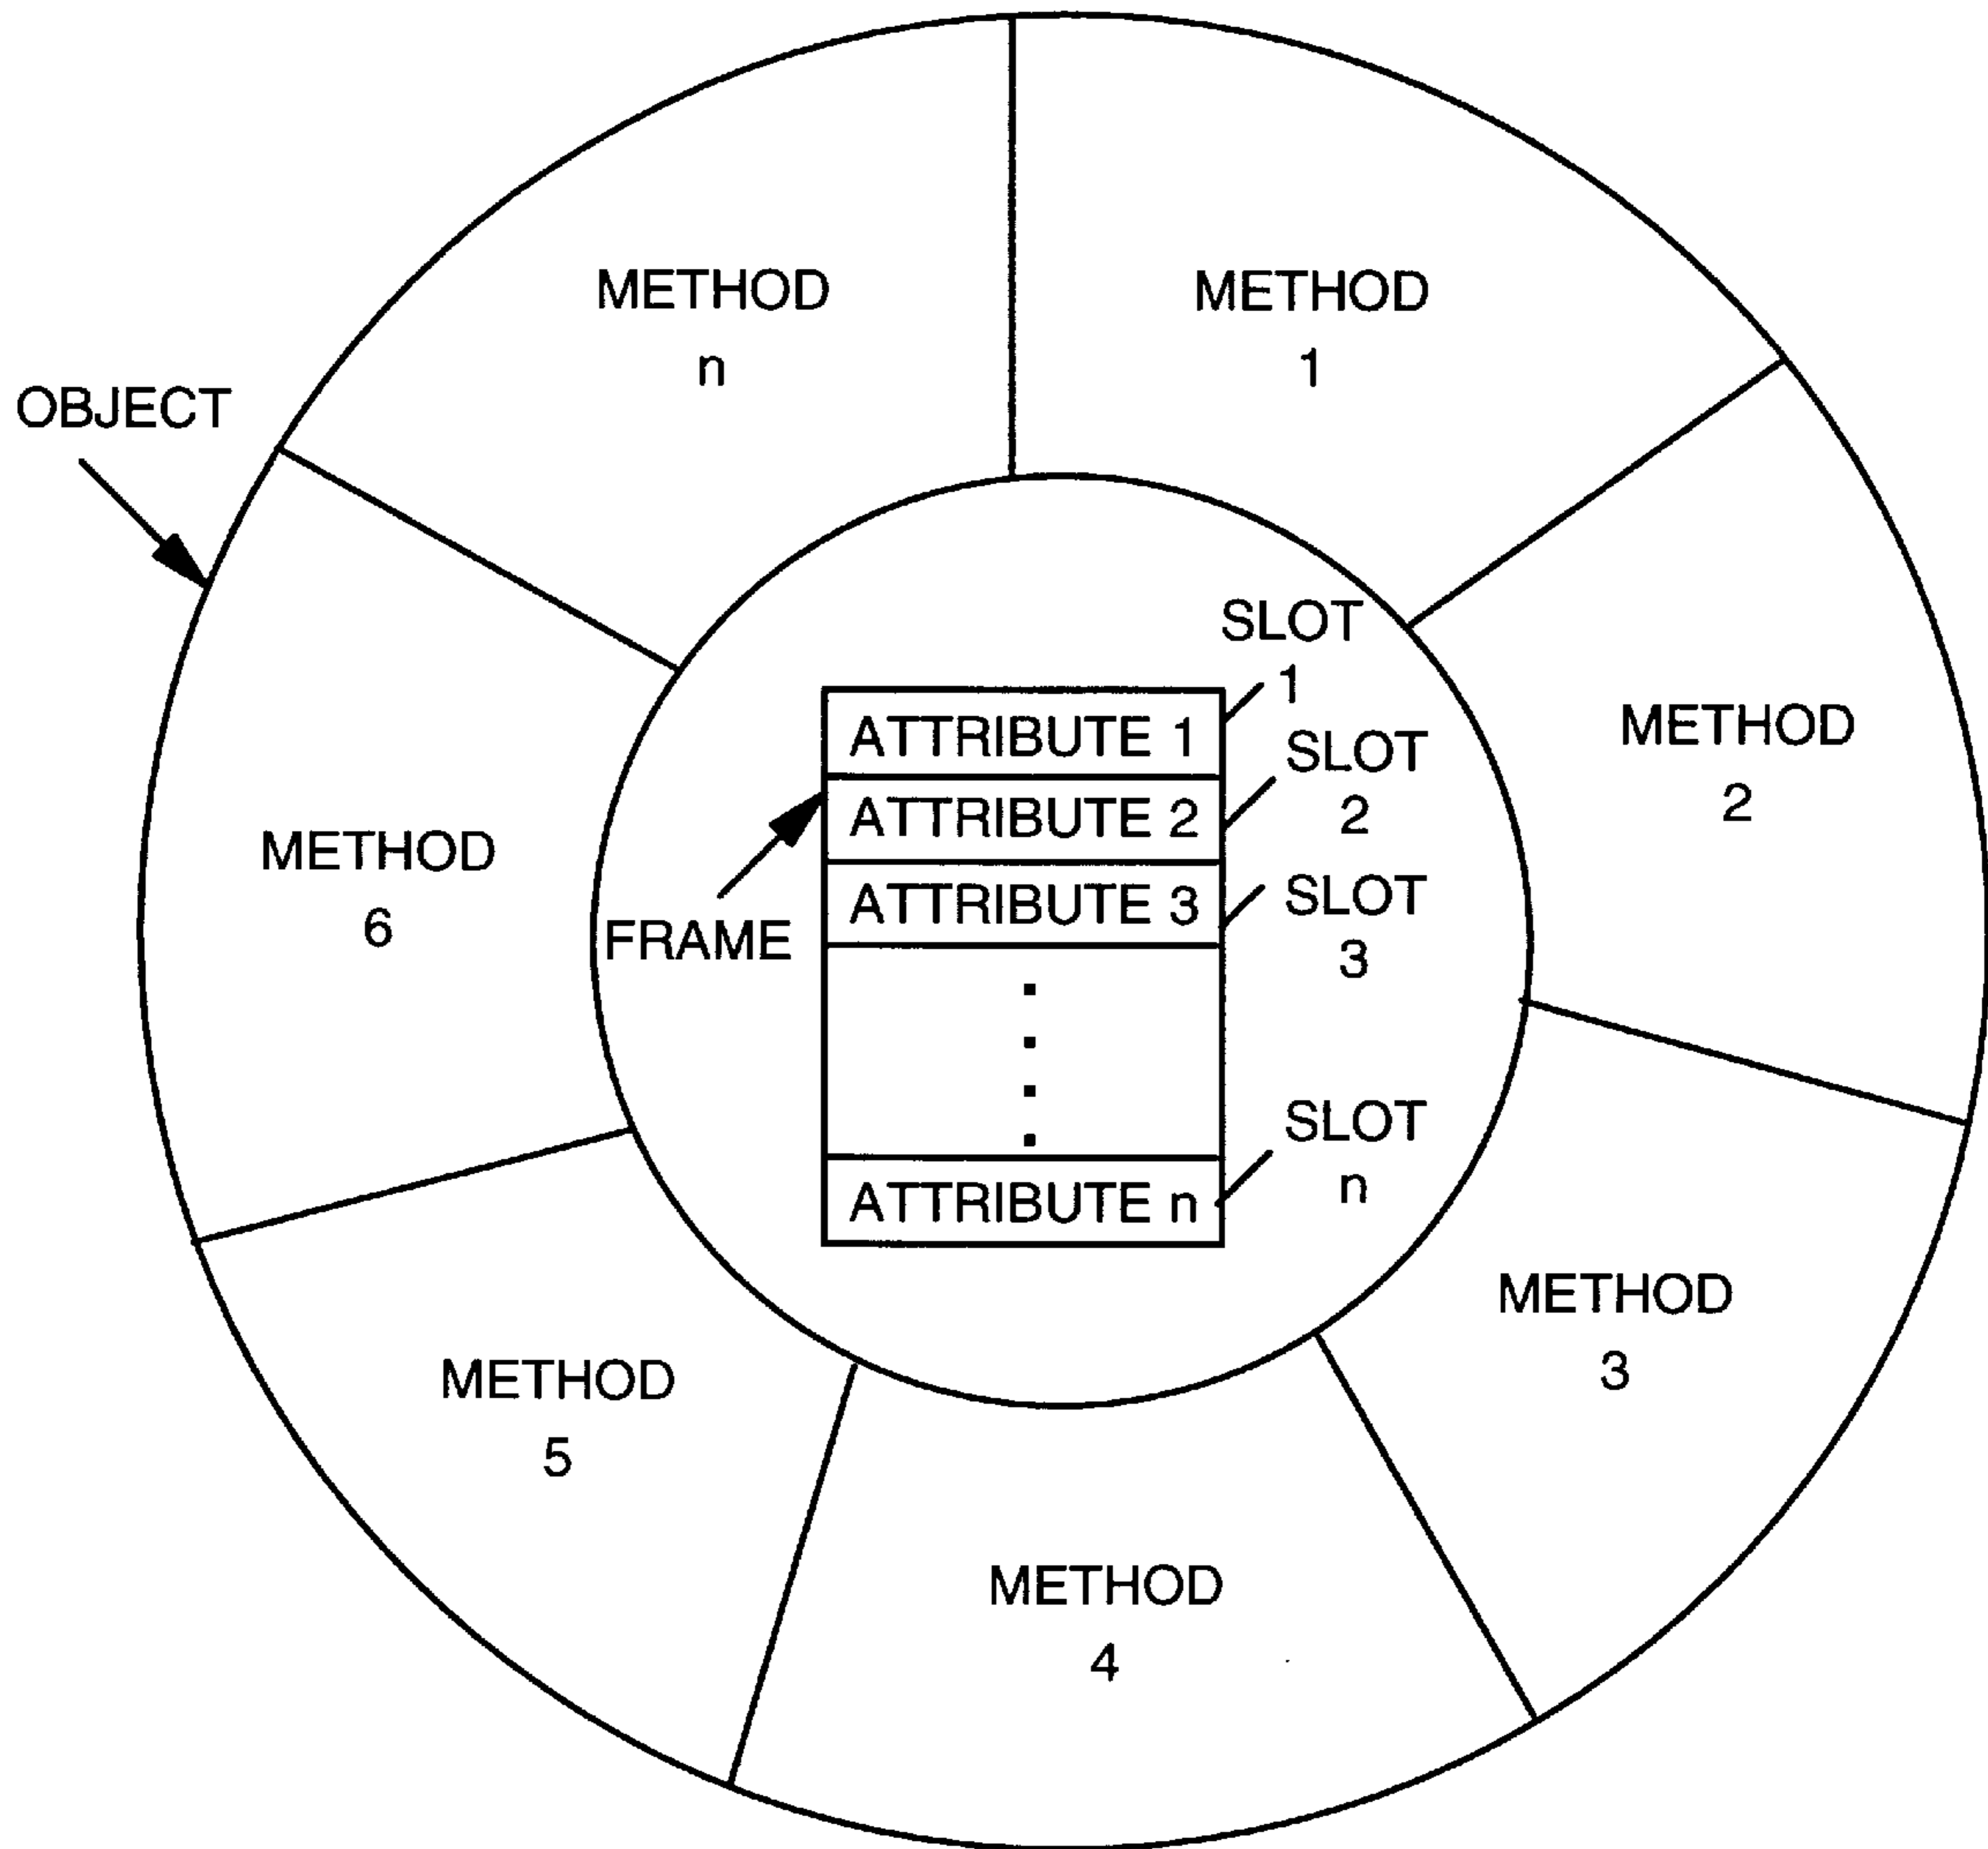 METHOD
n
METHOD
1
OBJECT
SLOT
1
ATTRIBUTE 1
SLOT
2
ATTRIBUTE 2
METHOD
2
METHOD
6
FRAME
ATTRIBUTE 3
SLOT
3
SLOT
n
ATTRIBUTE n
METHOD
3
METHOD
5
METHOD
4